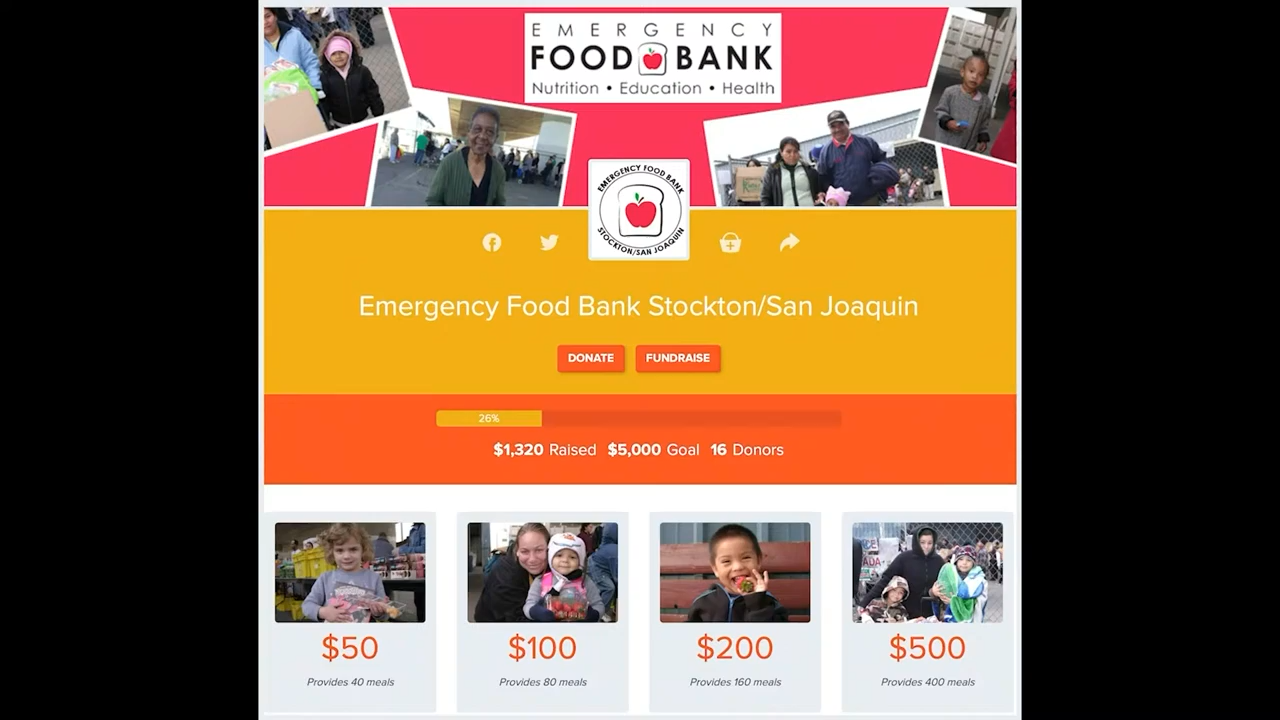 EMERGENCY
FOOD BANK
Nutrition • Education • Health
EMERGENCY FOOD BANK
STOCKTON/SAN JOAQUIN
Emergency Food Bank Stockton/San Joaquin
DONATE FUNDRAISE
26%
$1,320 Raised $5,000 Goal 16 Donors
$50 $100 $200 $500
Provides 40 meals Provides 80 meals Provides 160 meals Provides 400 meals